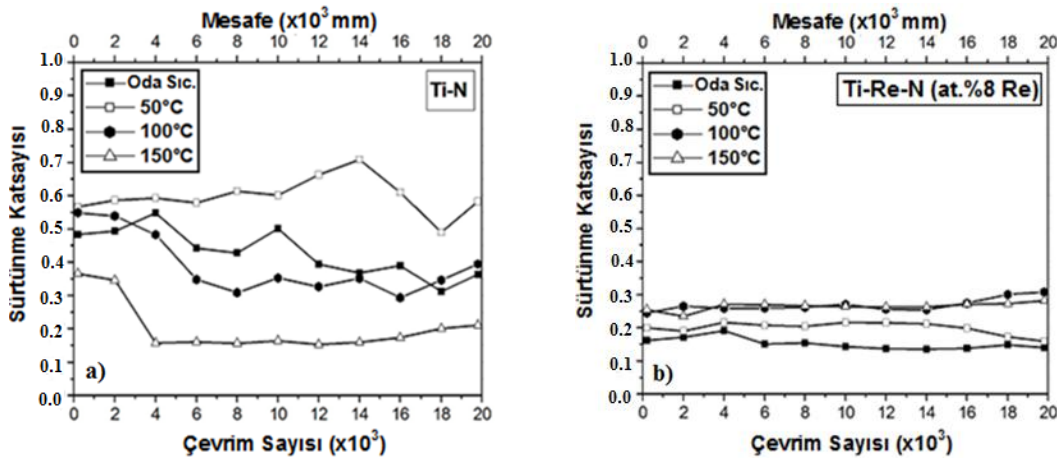 Mesafe (x10³ mm)
0 2 4 6 8 10 12 14 16 18 20
1.0
0.9
0.8
0.7
0.6
0.5
0.4
0.3
0.2
0.1
0.0
Sürtünme Katsayısı
Oda Sıc.
50°C
100°C
150°C
Ti-N
a)
0 2 4 6 8 10 12 14 16 18 20
Çevrim Sayısı (x10³)
Mesafe (x10³ mm)
0 2 4 6 8 10 12 14 16 18 20
1.0
0.9
0.8
0.7
0.6
0.5
0.4
0.3
0.2
0.1
0.0
Sürtünme Katsayısı
Oda Sıc.
50°C
100°C
150°C
Ti-Re-N (at.%8 Re)
b)
0 2 4 6 8 10 12 14 16 18 20
Çevrim Sayısı (x10³)